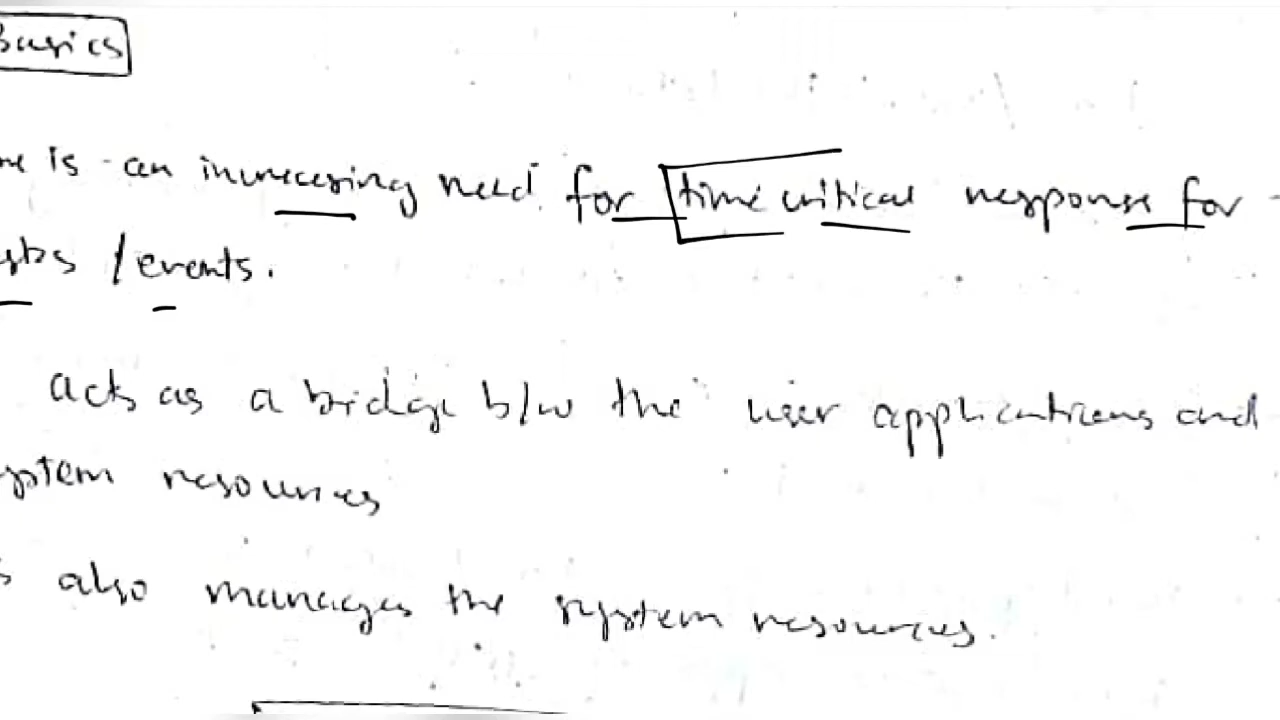 Basics
is an increasing need for time critical response for
/events.
acts as a bridge b/w the user applications and
system resources
also manages the system resources.